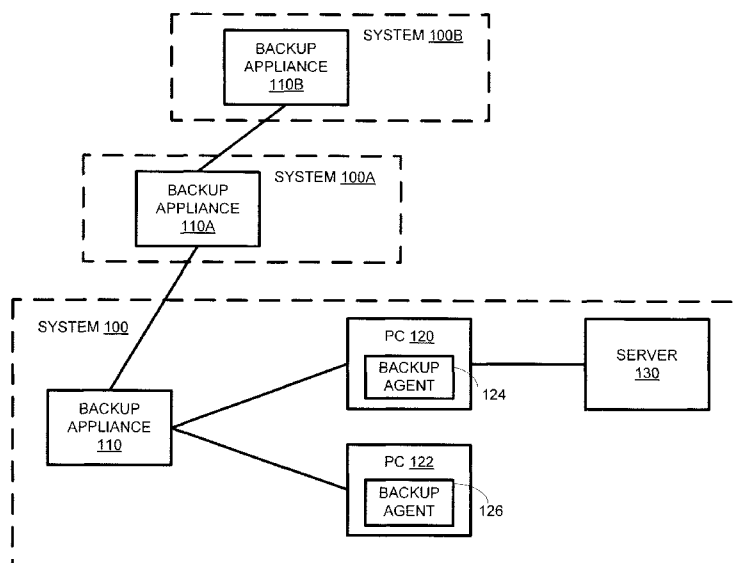 SYSTEM 100B
BACKUP
APPLIANCE
110B
SYSTEM 100A
BACKUP
APPLIANCE
110A
SYSTEM 100
BACKUP
APPLIANCE
110
PC 120
BACKUP
AGENT
124
SERVER
130
PC 122
BACKUP
AGENT
126